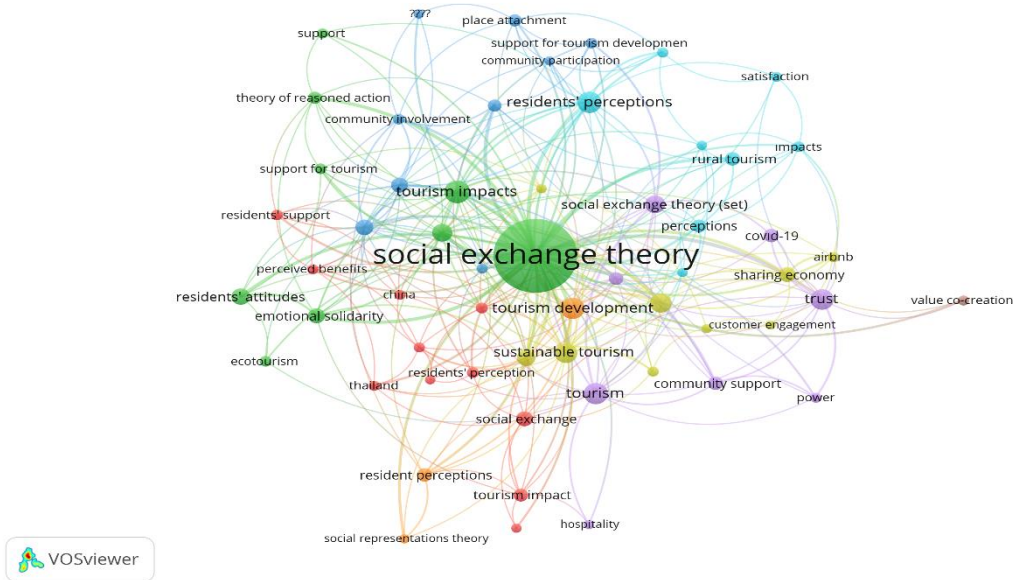 ????
place attachment
support
support for tourism developmen
community participation
satisfaction
theory of reasoned action
residents' perceptions
community involvement
impacts
rural tourism
support for tourism
tourism impacts
social exchange theory (set)
residents' support
perceptions
covid-19
social exchange theory
airbnb
perceived benefits
sharing economy
residents' attitudes
china
trust
value co-creation
tourism development
emotional solidarity
customer engagement
sustainable tourism
ecotourism
residents' perception
thailand
community support
tourism
power
social exchange
resident perceptions
tourism impact
hospitality
social representations theory
VOSviewer